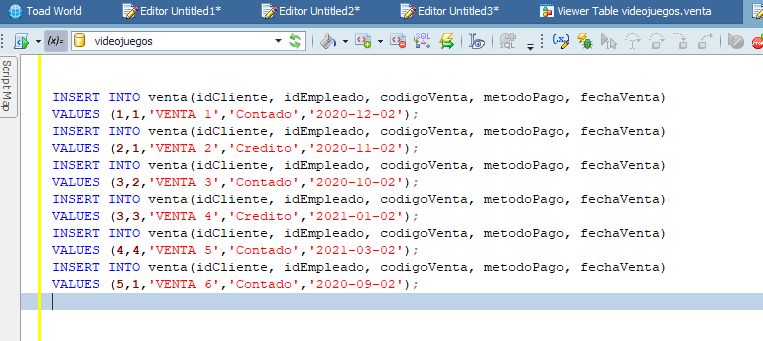 Toad World
Editor Untitled1*
Editor Untitled2*
Editor Untitled3*
Viewer Table videojuegos.venta
(x)=
videojuegos
SQL
Script Map
INSERT INTO venta(idCliente, idEmpleado, codigoVenta, metodoPago, fechaVenta)
VALUES (1,1,'VENTA 1','Contado','2020-12-02');
INSERT INTO venta(idCliente, idEmpleado, codigoVenta, metodoPago, fechaVenta)
VALUES (2,1,'VENTA 2','Credito','2020-11-02');
INSERT INTO venta(idCliente, idEmpleado, codigoVenta, metodoPago, fechaVenta)
VALUES (3,2,'VENTA 3','Contado','2020-10-02');
INSERT INTO venta(idCliente, idEmpleado, codigoVenta, metodoPago, fechaVenta)
VALUES (3,3,'VENTA 4','Credito','2021-01-02');
INSERT INTO venta(idCliente, idEmpleado, codigoVenta, metodoPago, fechaVenta)
VALUES (4,4,'VENTA 5','Contado','2021-03-02');
INSERT INTO venta(idCliente, idEmpleado, codigoVenta, metodoPago, fechaVenta)
VALUES (5,1,'VENTA 6','Contado','2020-09-02');